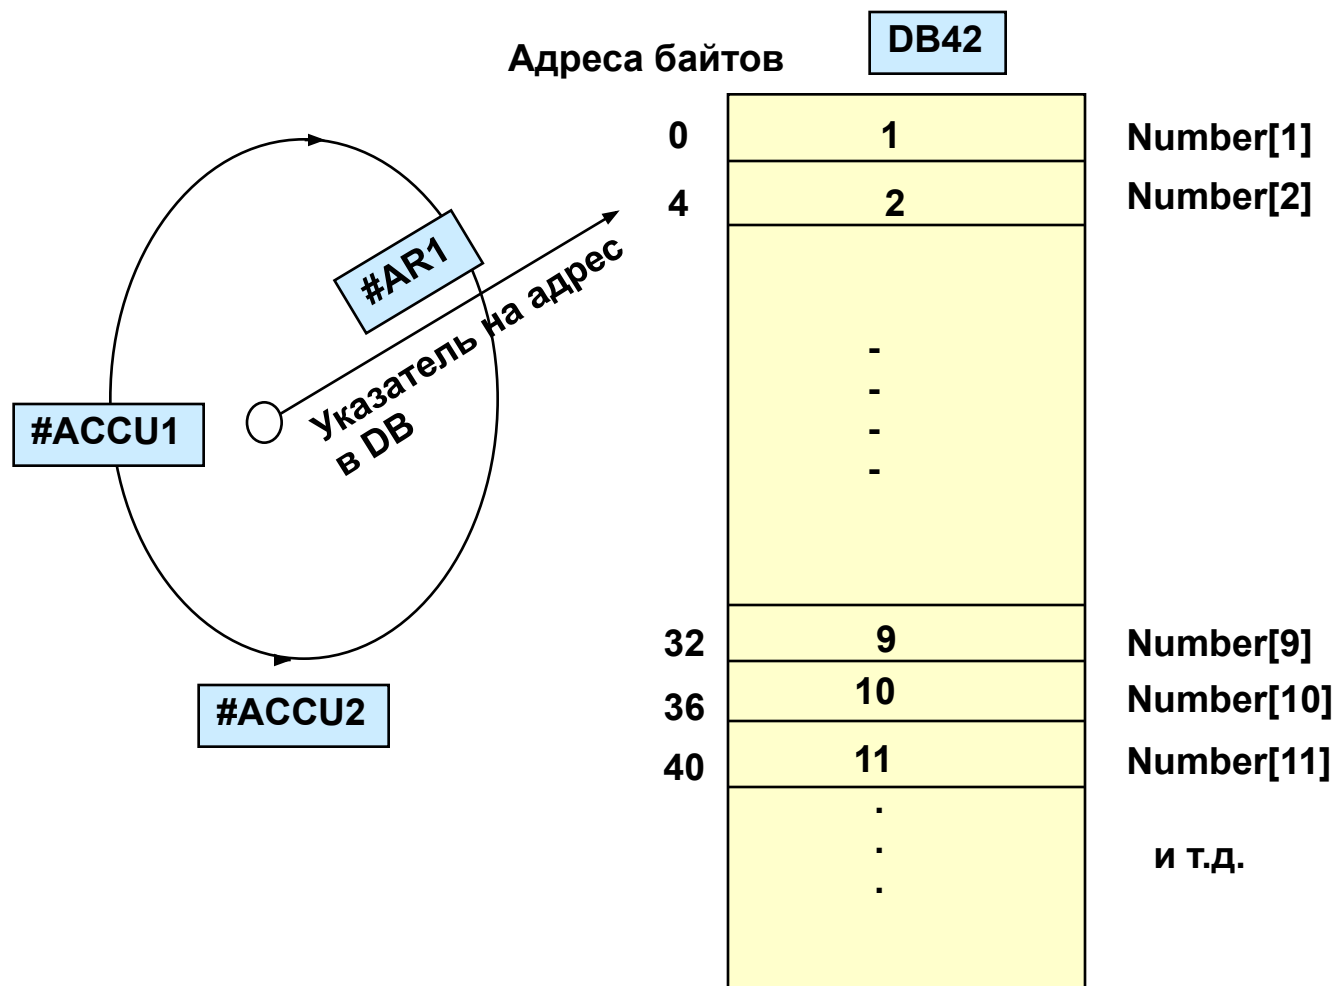 Адреса байтов
DB42
0
1
Number[1]
4
2
Number[2]
#AR1
Указатель на адрес
в DB
-
-
-
-
#ACCU1
#ACCU2
32
9
Number[9]
36
10
Number[10]
40
11
Number[11]
.
.
.
и т.д.